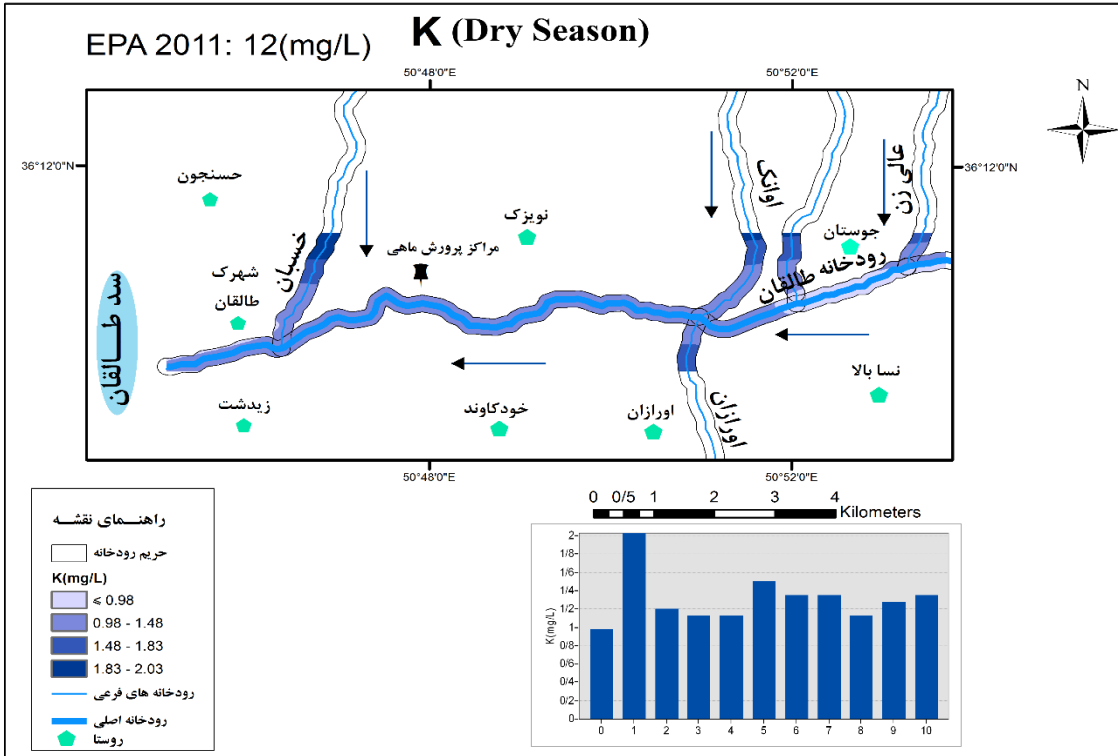 EPA 2011: 12(mg/L)
K (Dry Season)
50°48'0"E
50°52'0"E
N
36°12'0"N
36°12'0"N
حسنجون
نویزک
جوستان
اوانک
عالی زن
خسبان
مراکز پرورش ماهی
شهرک
طالقان
رودخانه طالقان
سد طالقان
زیدشت
خودکاوند
اورازان
اورازان
نسا بالا
50°48'0"E
50°52'0"E
0 0/5 1 2 3 4
Kilometers
راهنمای نقشه
حریم رودخانه
K(mg/L)
⩽ 0.98
0.98 - 1.48
1.48 - 1.83
1.83 - 2.03
رودخانه های فرعی
رودخانه اصلی
روستا
K(mg/L)
2
1/8
1/6
1/4
1/2
1
0/8
0/6
0/4
0/2
0
0 1 2 3 4 5 6 7 8 9 10